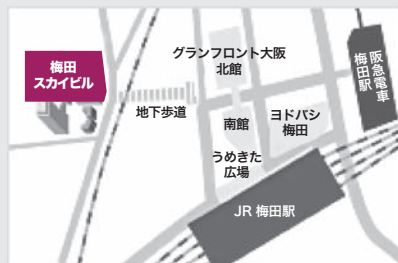 梅田
スカイビル
グランフロント大阪
北館
阪急電車
梅田駅
地下歩道
南館
ヨドバシ
梅田
うめきた
広場
JR 梅田駅